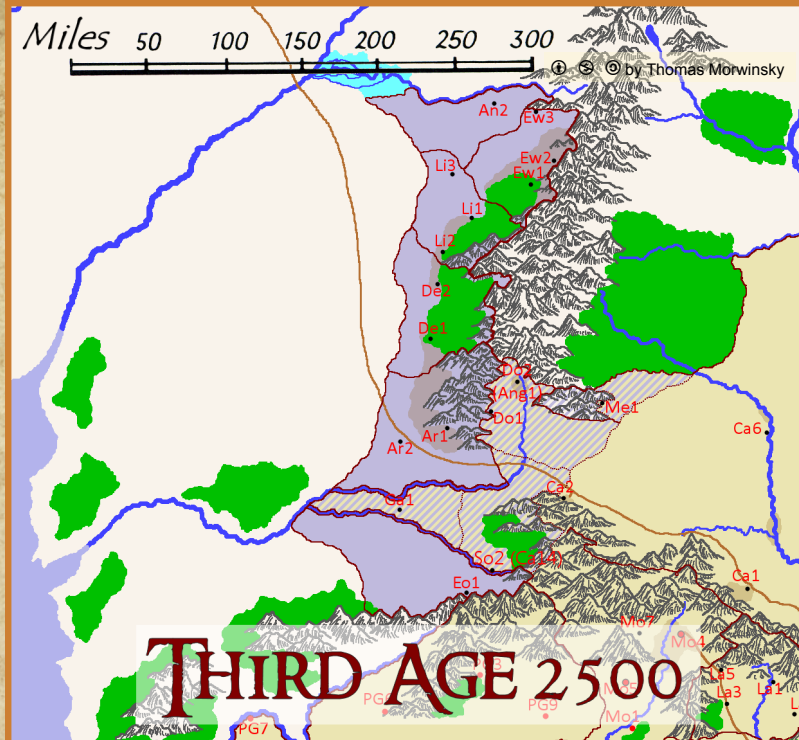 Miles 50 100 150 200 250 300
by Thomas Morwinsky
An2
Ew3
Ew2
Li3
Ew1
Li1
Li2
De2
De1
Do2
(Ang1)
Me1
Do1
Ca6
Ar1
Ar2
Ca2
Ca1
So2 (Ca14)
Eo1
Ca1
Mo7
Mo4
La5
La1
La3
PG9
Mo1
PG7
THIRD AGE 2500